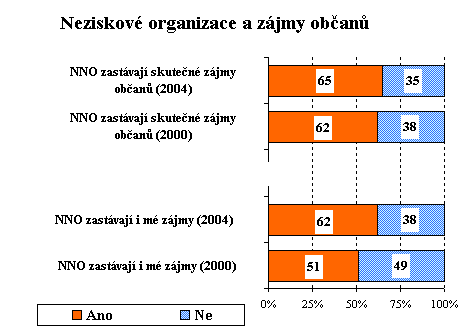 Neziskové organizace a zájmy občanů
NNO zastávají skutečné zájmy
občanů (2004)
65 35
NNO zastávají skutečné zájmy
občanů (2000)
62 38
NNO zastávají i mé zájmy (2004)
62 38
NNO zastávají i mé zájmy (2000)
51 49
0% 25% 50% 75% 100%
Ano Ne